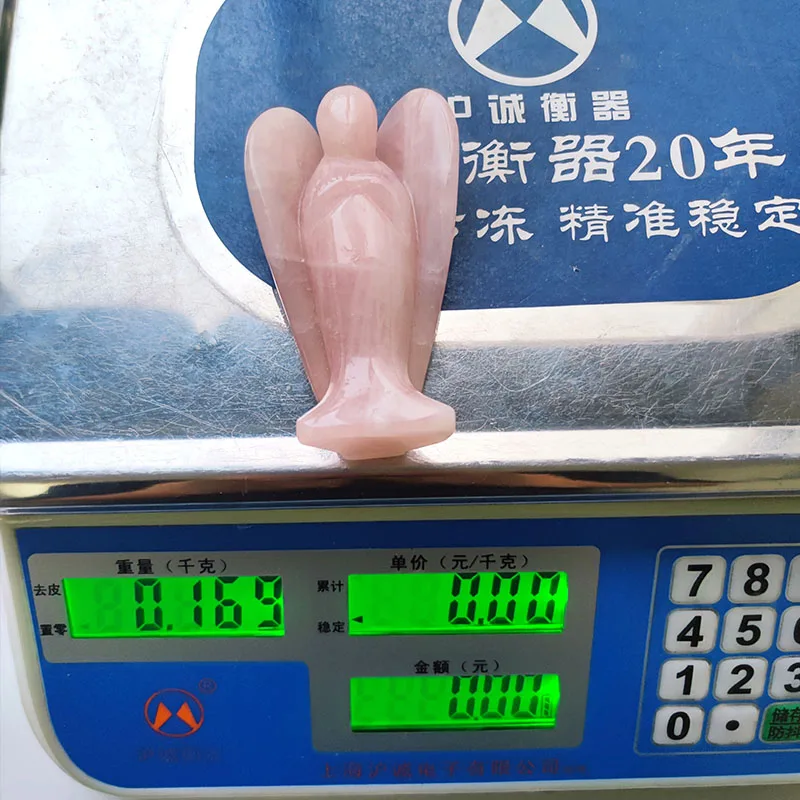 中诚衡器
衡器20年
冻 精准稳定
重量（千克）
去皮
置零
0.169
单价（元/千克）
累计
稳定
0.00
金额（元）
0.00
®
7 8
4 5 6
1 2 3
0 •
储存
防抖